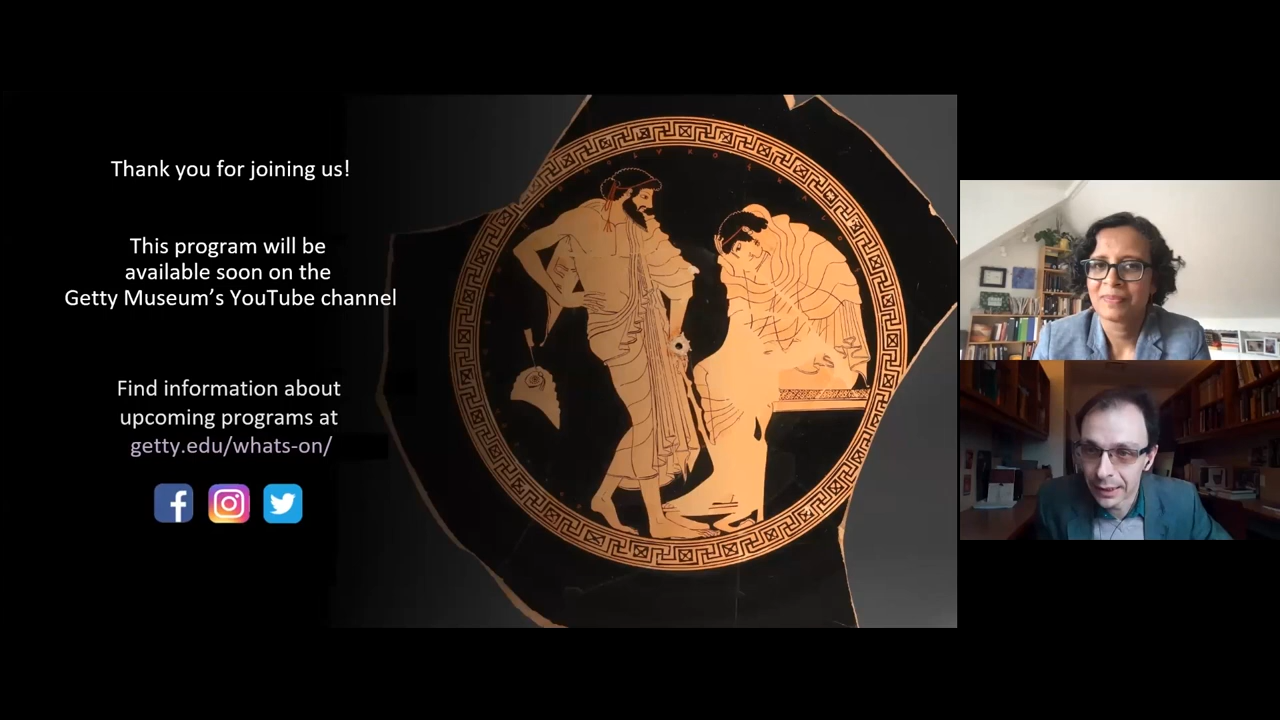 Thank you for joining us!
This program will be
available soon on the
Getty Museum’s YouTube channel
Find information about
upcoming programs at
getty.edu/whats-on/